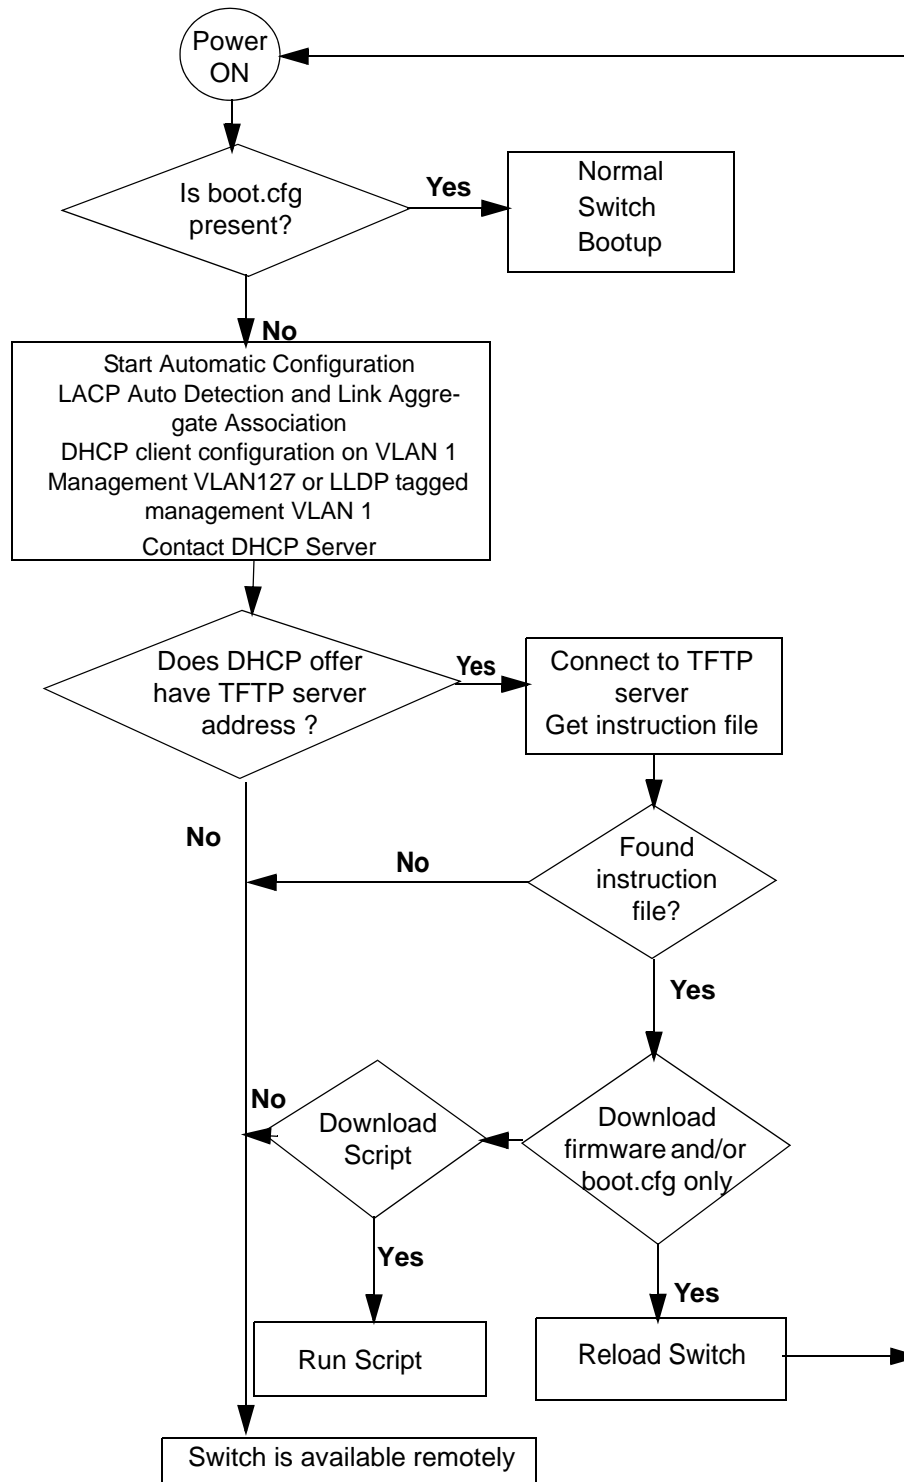 Power
ON
Is boot.cfg
present?
Yes
Normal
Switch
Bootup
No
Start Automatic Configuration
LACP Auto Detection and Link Aggre-
gate Association
DHCP client configuration on VLAN 1
Management VLAN127 or LLDP tagged
management VLAN 1
Contact DHCP Server
Does DHCP offer
have TFTP server
address ?
Yes
Connect to TFTP
server
Get instruction file
No
No
Found
instruction
file?
Yes
No
Download
Script
Download
firmware and/or
boot.cfg only
Yes
Yes
Run Script
Reload Switch
Switch is available remotely